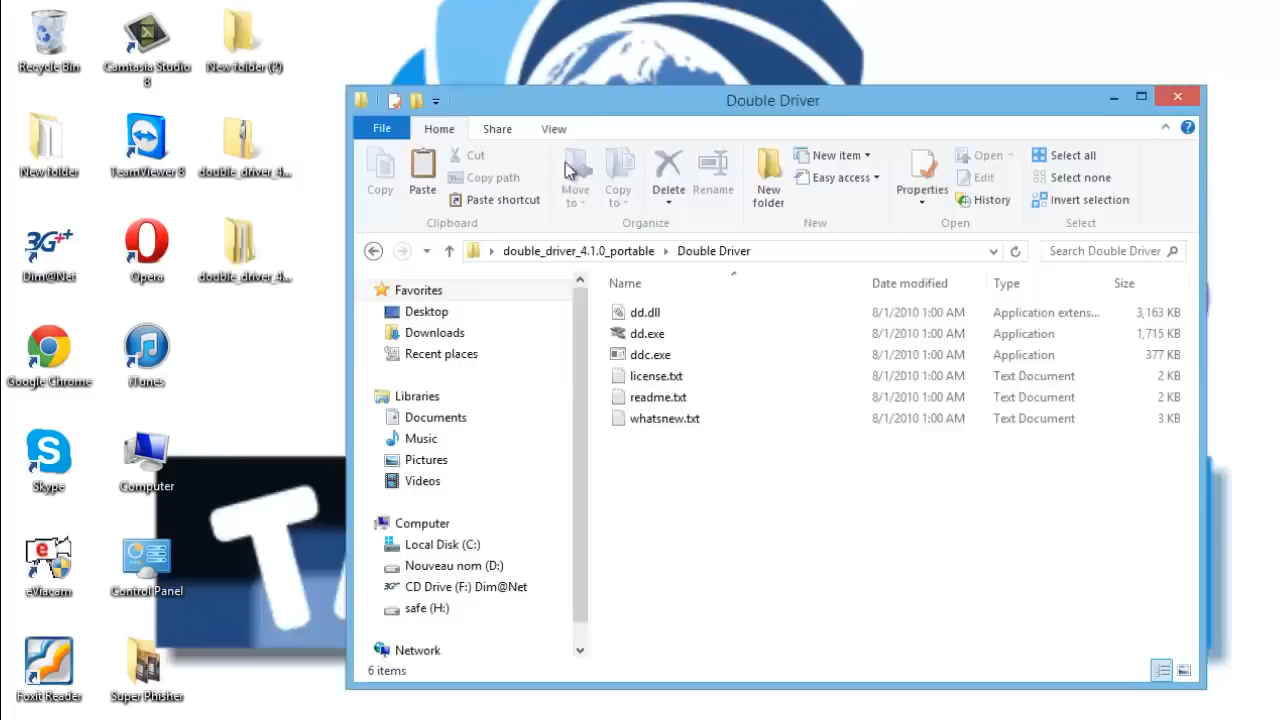 Recycle Bin
Camtasia Studio 8
New folder (2)
New folder
TeamViewer 8
double_driver_4...
Dim@Net
Opera
double_driver_4...
Google Chrome
iTunes
Skype
Computer
eViacam
Control Panel
Foxit Reader
Super Phisher
3G++
T
Double Driver
File Home Share View
Copy
Paste
Cut
Copy path
Paste shortcut
Clipboard
Move to
Copy to
Delete
Rename
Organize
New folder
New item
Easy access
New
Properties
Open
Edit
History
Open
Select all
Select none
Invert selection
Select
double_driver_4.1.0_portable Double Driver
Search Double Driver
Favorites
Desktop
Downloads
Recent places
Libraries
Documents
Music
Pictures
Videos
Computer
Local Disk (C:)
Nouveau nom (D:)
3G++ CD Drive (F:) Dim@Net
safe (H:)
Network
Name Date modified Type Size
dd.dll 8/1/2010 1:00 AM Application extens... 3,163 KB
dd.exe 8/1/2010 1:00 AM Application 1,715 KB
ddc.exe 8/1/2010 1:00 AM Application 377 KB
license.txt 8/1/2010 1:00 AM Text Document 2 KB
readme.txt 8/1/2010 1:00 AM Text Document 2 KB
whatsnew.txt 8/1/2010 1:00 AM Text Document 3 KB
6 items